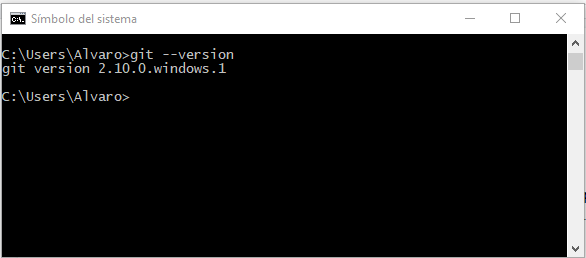 Símbolo del sistema
C:\Users\Alvaro>git --version
git version 2.10.0.windows.1
C:\Users\Alvaro>